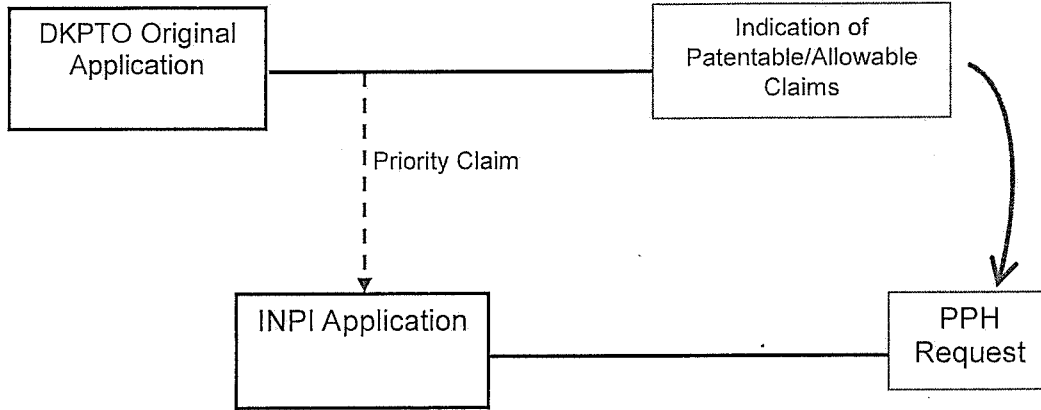 DKPTO Original
Application
Indication of
Patentable/Allowable
Claims
Priority Claim
INPI Application
PPH
Request